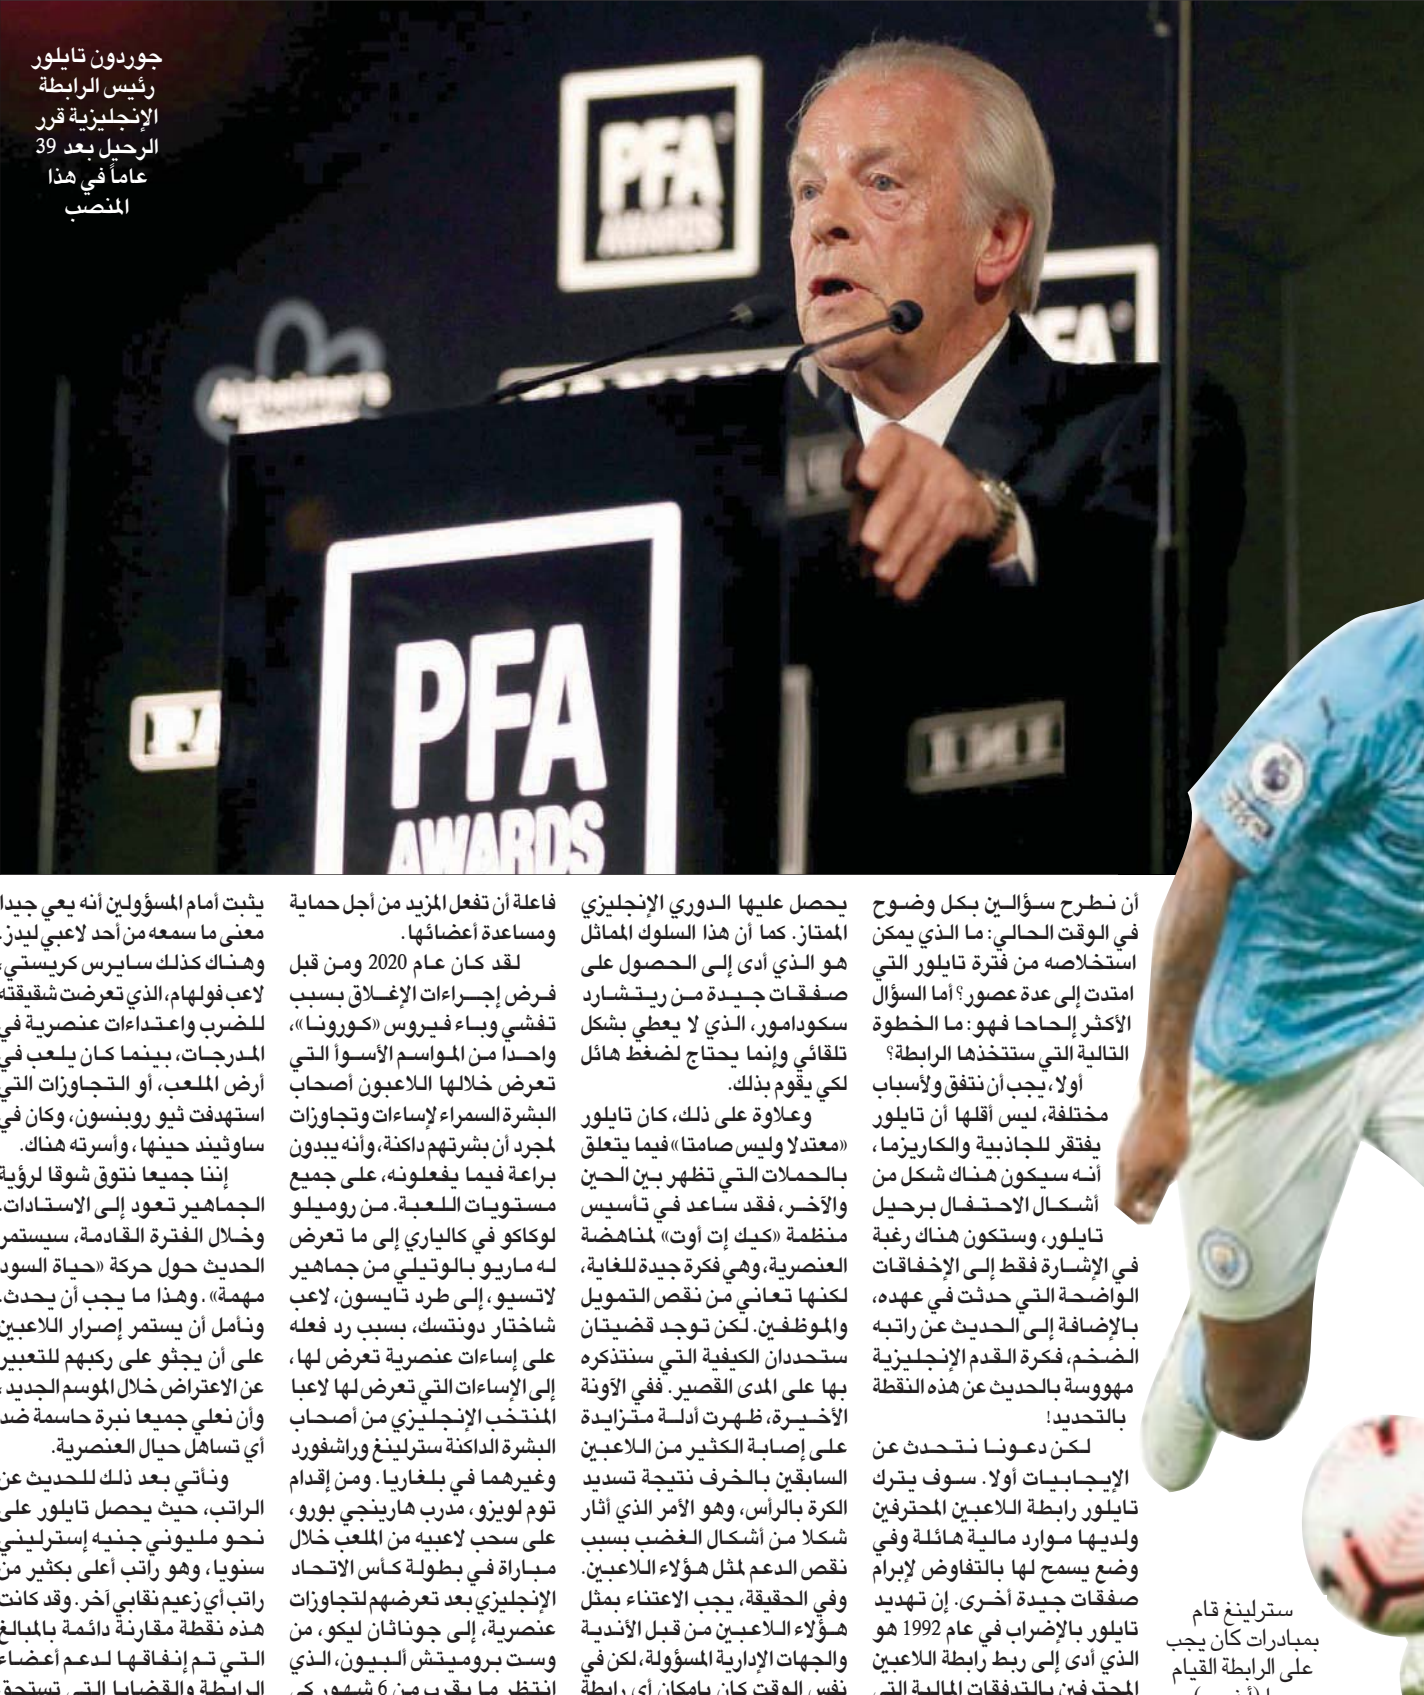 جوردون تايلور
رئيس الرابطة
الإنجليزية قرر
الرحيل بعد 39
عاماً في هذا
المنصب
PFA
AWARDS
PFA
Alzheimer's
PFA
AWARDS
أن نطرح سؤالين بكل وضوح
في الوقت الحالي: ما الذي يمكن
استخلاصه من فترة تايلور التي
امتدت إلى عدة عصور؟ أما السؤال
الأكثر إلحاحا فهو: ما الخطوة
التالية التي ستتخذها الرابطة؟
أولا، يجب أن نتفق ولأسباب
مختلفة، ليس أقلها أن تايلور
يفتقر للجاذبية والكاريزما،
أنه سيكون هناك شكل من
أشكال الاحتفال برحيل
تايلور، وستكون هناك رغبة
في الإشارة فقط إلى الإخفاقات
الواضحة التي حدثت في عهده،
بالإضافة إلى الحديث عن راتبه
الضخم، فكرة القدم الإنجليزية
مهووسة بالحديث عن هذه النقطة
بالتحديد!
لكن دعونا نتحدث عن
الإيجابيات أولا. سوف يترك
تايلور رابطة اللاعبين المحترفين
ولديها موارد مالية هائلة وفي
وضع يسمح لها بالتفاوض لإبرام
صفقات جيدة أخرى. إن تهديد
تايلور بالإضراب في عام 1992 هو
الذي أدى إلى ربط رابطة اللاعبين
المحترفين بالتدفقات المالية التي
يحصل عليها الدوري الإنجليزي
الممتاز. كما أن هذا السلوك المماثل
هو الذي أدى إلى الحصول على
صفقات جيدة من ريتشارد
سكودامور، الذي لا يعطي بشكل
تلقائي وإنما يحتاج لضغط هائل
لكي يقوم بذلك.
وعلاوة على ذلك، كان تايلور
«معتدلا وليس صامتا» فيما يتعلق
بالحملات التي تظهر بين الحين
والآخر، فقد ساعد في تأسيس
منظمة «كيك إت أوت» لمناهضة
العنصرية، وهي فكرة جيدة للغاية،
لكنها تعاني من نقص التمويل
والموظفين. لكن توجد قضيتان
ستحددان الكيفية التي سنتذكره
بها على المدى القصير. ففي الآونة
الأخيرة، ظهرت أدلة متزايدة
على إصابة الكثير من اللاعبين
السابقين بالخرف نتيجة تسديد
الكرة بالرأس، وهو الأمر الذي أثار
شكلا من أشكال الغضب بسبب
نقص الدعم لمثل هؤلاء اللاعبين.
وفي الحقيقة، يجب الاعتناء بمثل
هؤلاء اللاعبين من قبل الأندية
والجهات الإدارية المسؤولة، لكن في
نفس الوقت كان بإمكان أي رابطة
فاعلة أن تفعل المزيد من أجل حماية
ومساعدة أعضائها.
لقد كان عام 2020 ومن قبل
فرض إجراءات الإغلاق بسبب
تفشي وباء فيروس «كورونا»،
واحدا من المواسم الأسوأ التي
تعرض خلالها اللاعبون أصحاب
البشرة السمراء لإساءات وتجاوزات
لمجرد أن بشرتهم داكنة، وأنه يبدون
براعة فيما يفعلونه، على جميع
مستويات اللعبة. من روميلو
لوكاكو في كالياري إلى ما تعرض
له ماريو بالوتيلي من جماهير
لاتسيو، إلى طرد تايسون، لاعب
شاختار دونتسك، بسبب رد فعله
على إساءات عنصرية تعرض لها،
إلى الإساءات التي تعرض لها لاعبا
المنتخب الإنجليزي من أصحاب
البشرة الداكنة سترلينغ وراشفورد
وغيرهما في بلغاريا. ومن إقدام
توم لويزو، مدرب هارينجي بورو،
على سحب لاعبيه من الملعب خلال
مباراة في بطولة كأس الاتحاد
الإنجليزي بعد تعرضهم لتجاوزات
عنصرية، إلى جوناثان ليكو، من
وست بروميتش ألبيون، الذي
انتظر ما يقرب من 6 شهور كي
يثبت أمام المسؤولين أنه يعي جيدا
معنى ما سمعه من أحد لاعبي ليدز.
وهناك كذلك سايرس كريستي،
لاعب فولهام، الذي تعرضت شقيقته
للضرب واعتداءات عنصرية في
المدرجات، بينما كان يلعب في
أرض الملعب، أو التجاوزات التي
استهدفت ثيو روبنسون، وكان في
ساوثيند حينها، وأسرته هناك.
إننا جميعا نتوق شوقا لرؤية
الجماهير تعود إلى الاستادات.
وخلال الفترة القادمة، سيستمر
الحديث حول حركة «حياة السود
مهمة». وهذا ما يجب أن يحدث.
ونأمل أن يستمر إصرار اللاعبين
على أن يجثو على ركبهم للتعبير
عن الاعتراض خلال الموسم الجديد،
وأن نعلي جميعا نبرة حاسمة ضد
أي تساهل حيال العنصرية.
ونأتي بعد ذلك للحديث عن
الراتب، حيث يحصل تايلور على
نحو مليوني جنيه إسترليني
سنويا، وهو راتب أعلى بكثير من
راتب أي زعيم نقابي آخر. وقد كانت
هذه نقطة مقارنة دائمة بالمبالغ
التي تم إنفاقها لدعم أعضاء
الرابطة والقضايا التي تستحق
سترلينغ قام
بمبادرات كان يجب
على الرابطة القيام